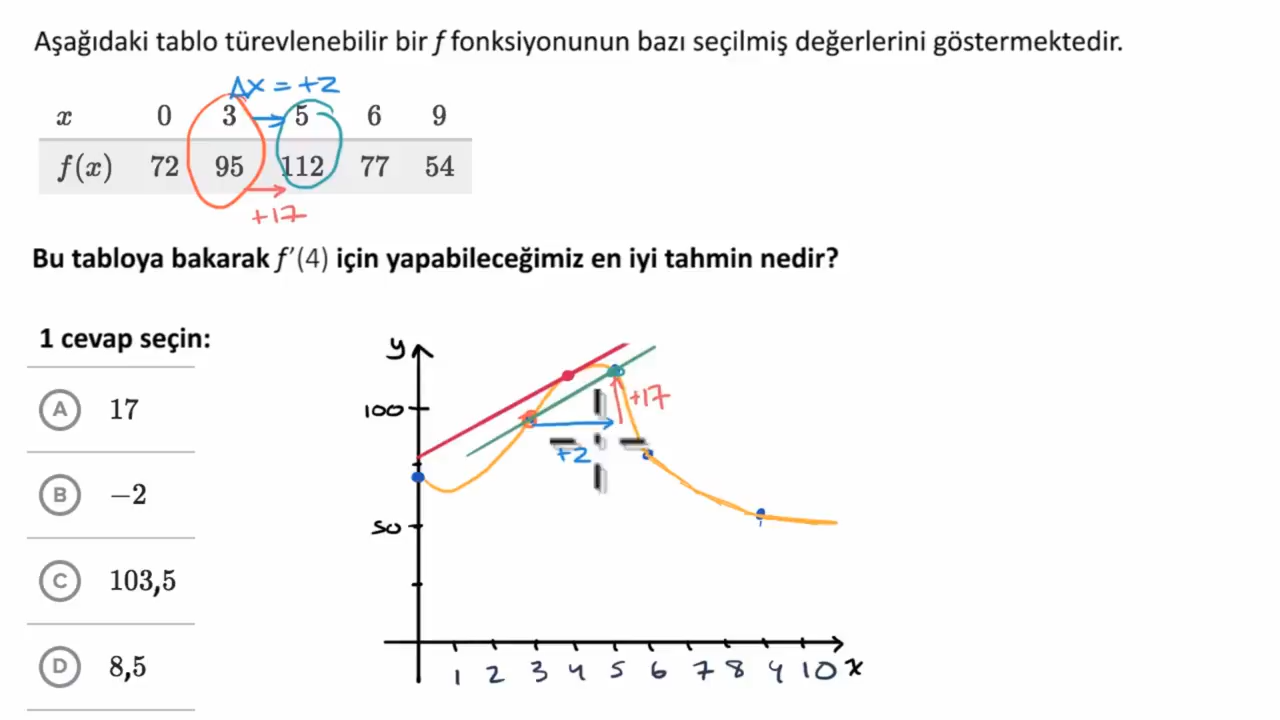 Aşağıdaki tablo türevlenebilir bir f fonksiyonunun bazı seçilmiş değerlerini göstermektedir.
Δx = +2
x 0 3 5 6 9
f(x) 72 95 112 77 54
+17
Bu tabloya bakarak f′(4) için yapabileceğimiz en iyi tahmin nedir?
1 cevap seçin:
A 17
B −2
C 103,5
D 8,5
y
100
+17
+2
50
1 2 3 4 5 6 7 8 9 10 x